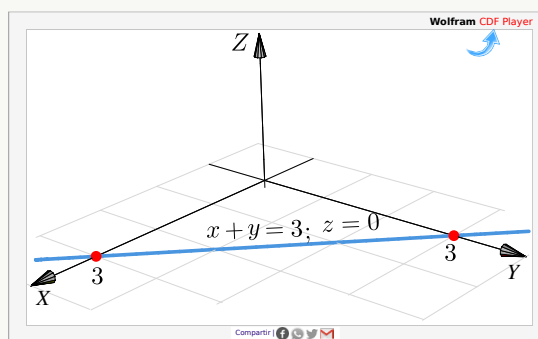 Wolfram CDF Player
Z
x + y = 3; z = 0
3
3
X
Y
Compartir |